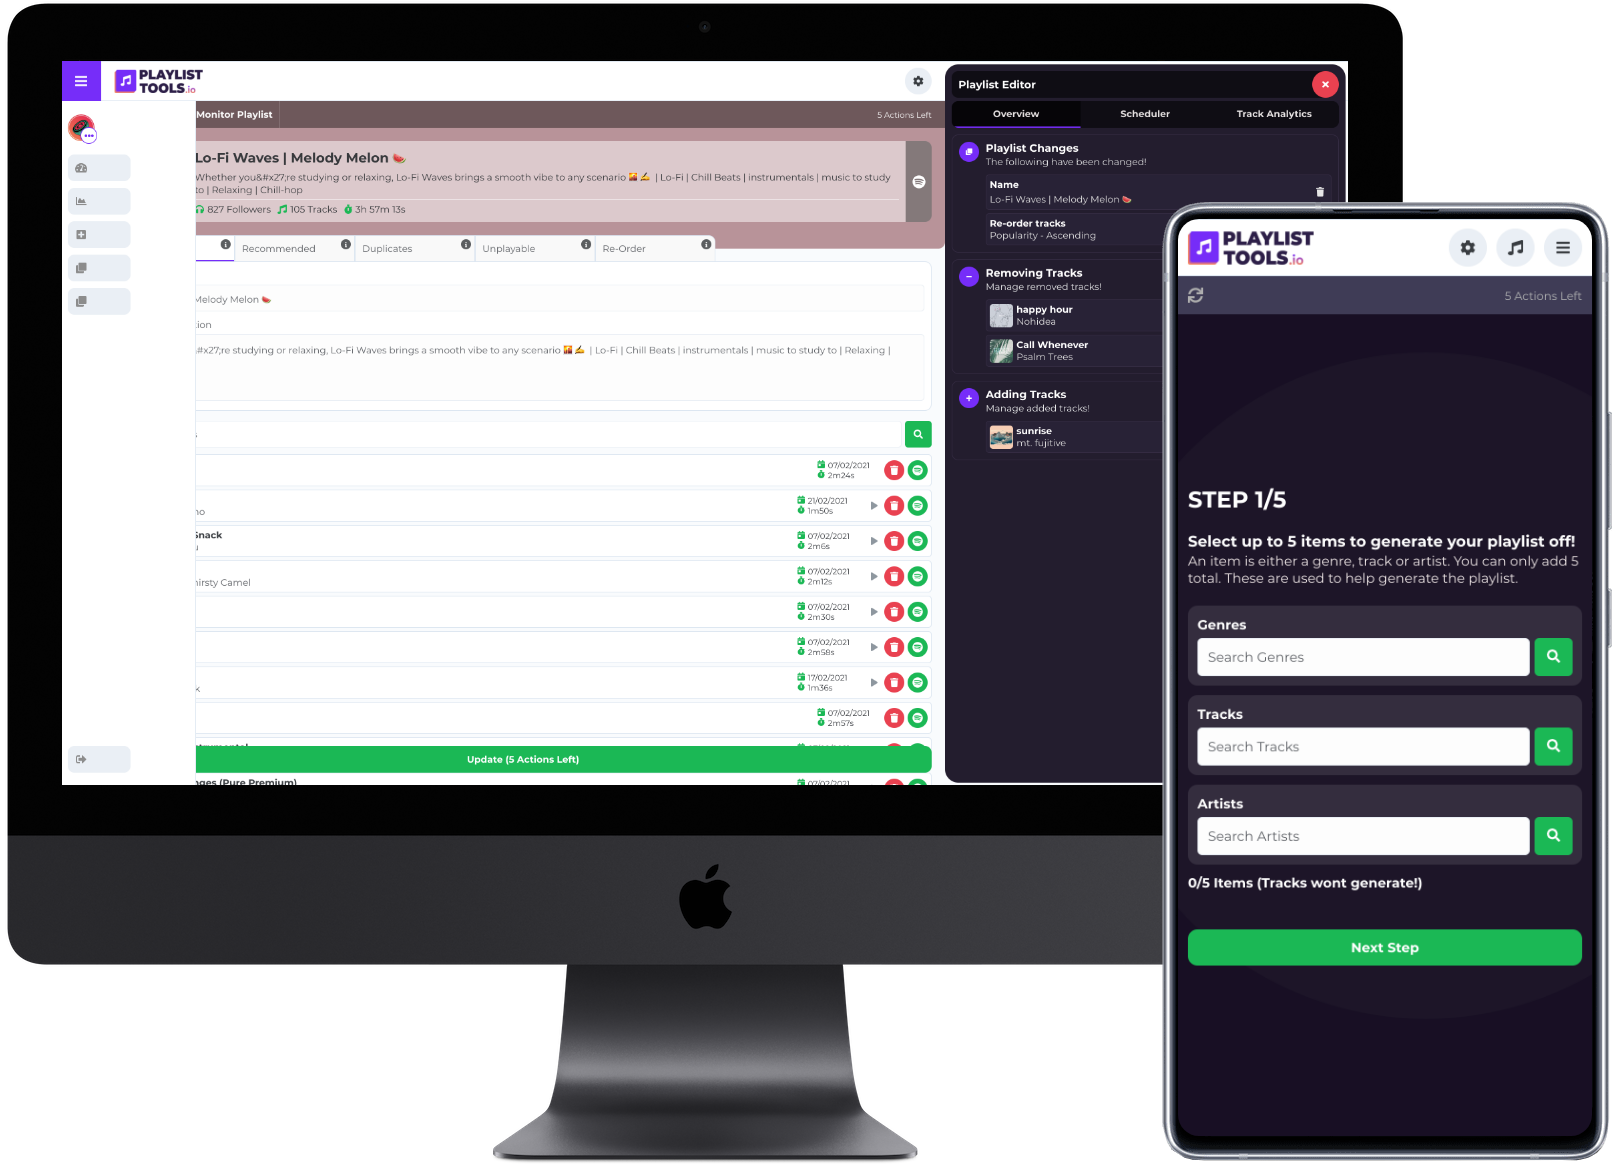 PLAYLIST
TOOLS.io
Monitor Playlist
5 Actions Left
Lo-Fi Waves | Melody Melon 🍉
Whether you&#x27;re studying or relaxing, Lo-Fi Waves brings a smooth vibe to any scenario 🌇✍️ | Lo-Fi | Chill Beats | instrumentals | music to study
to | Relaxing | Chill-hop
827 Followers 105 Tracks 3h 57m 13s
Recommended
Duplicates
Unplayable
Re-Order
Melody Melon 🍉
ion
#x27;re studying or relaxing, Lo-Fi Waves brings a smooth vibe to any scenario 🌇✍️ | Lo-Fi | Chill Beats | instrumentals | music to study to | Relaxing |
s
07/02/2021
2m24s
21/02/2021
no
1m50s
Snack
07/02/2021
u
2m6s
07/02/2021
hirsty Camel
2m12s
07/02/2021
2m30s
07/02/2021
2m58s
17/02/2021
k
1m36s
07/02/2021
2m57s
Update (5 Actions Left)
nges (Pure Premium)
07/02/2021
Playlist Editor
Overview
Scheduler
Track Analytics
Playlist Changes
The following have been changed!
Name
Lo-Fi Waves | Melody Melon 🍉
Re-order tracks
Popularity - Ascending
Removing Tracks
Manage removed tracks!
happy hour
Nohidea
Call Whenever
Psalm Trees
Adding Tracks
Manage added tracks!
sunrise
mt. fujitive
PLAYLIST
TOOLS.io
5 Actions Left
STEP 1/5
Select up to 5 items to generate your playlist off!
An item is either a genre, track or artist. You can only add 5
total. These are used to help generate the playlist.
Genres
Search Genres
Tracks
Search Tracks
Artists
Search Artists
0/5 Items (Tracks wont generate!)
Next Step